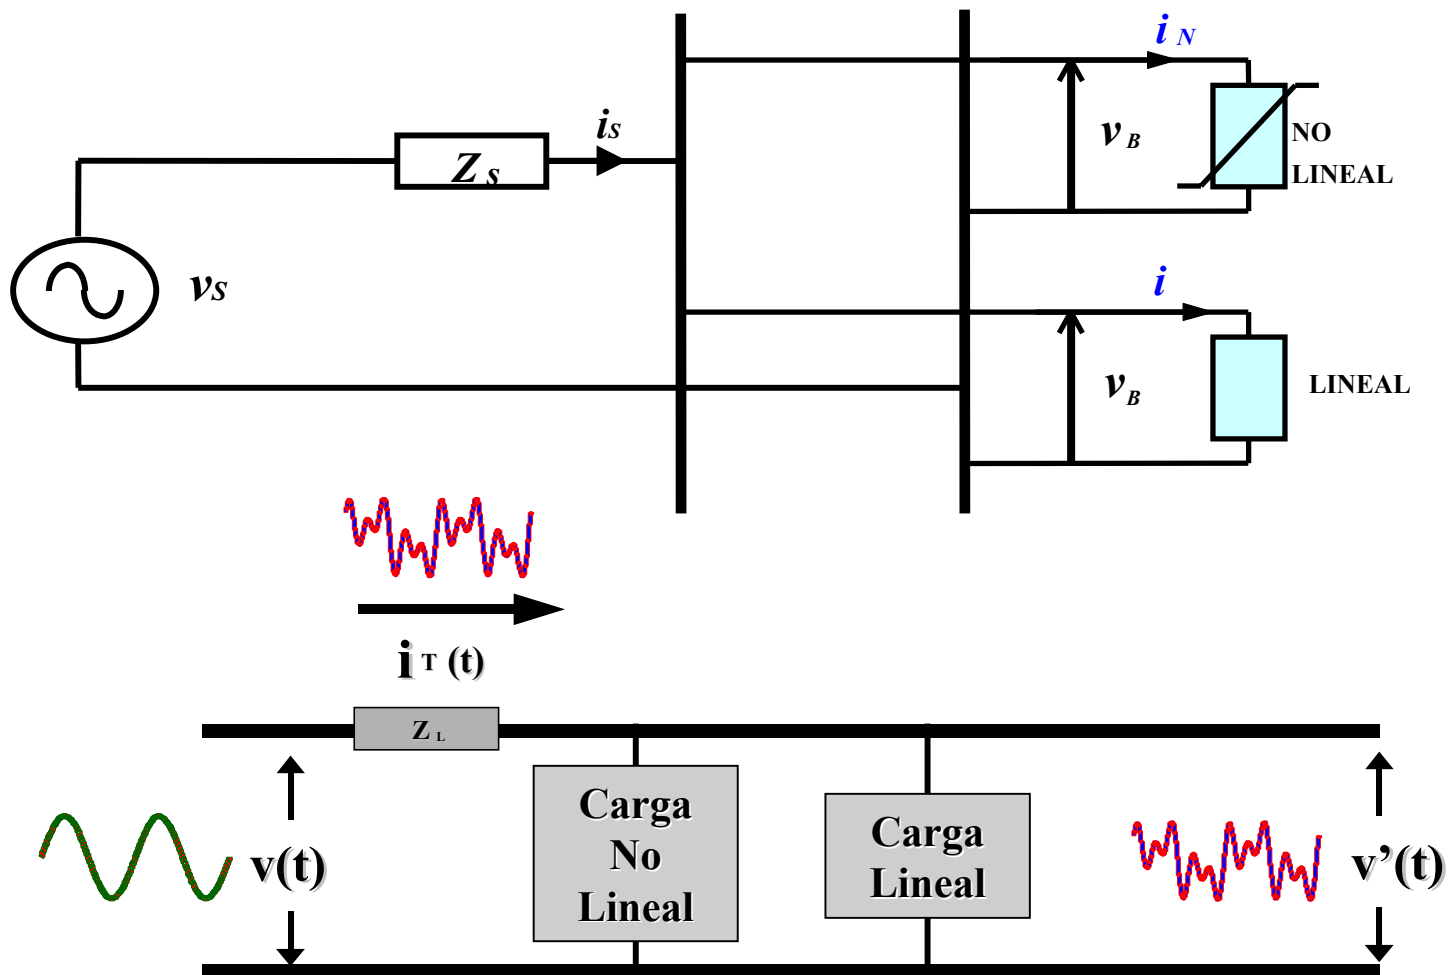 i N
i S
Z s
v B
NO
LINEAL
v S
i
v B
LINEAL
i T (t)
Z L
Carga
No
Lineal
Carga
Lineal
v(t)
v’(t)